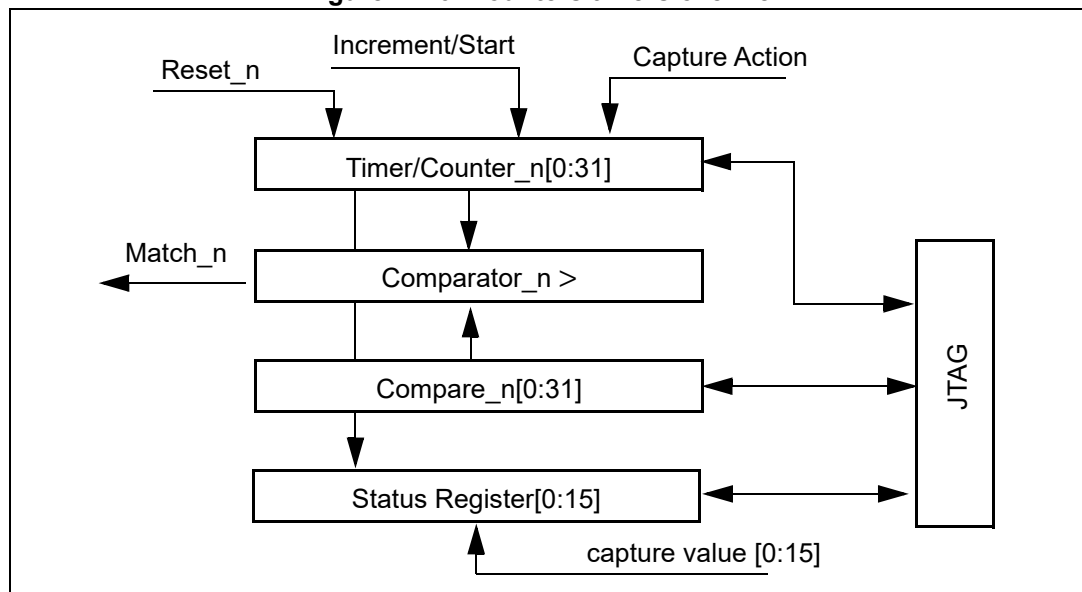 Increment/Start
Capture Action
Reset_n
Timer/Counter_n[0:31]
Match_n
Comparator_n >
JTAG
Compare_n[0:31]
Status Register[0:15]
capture value [0:15]